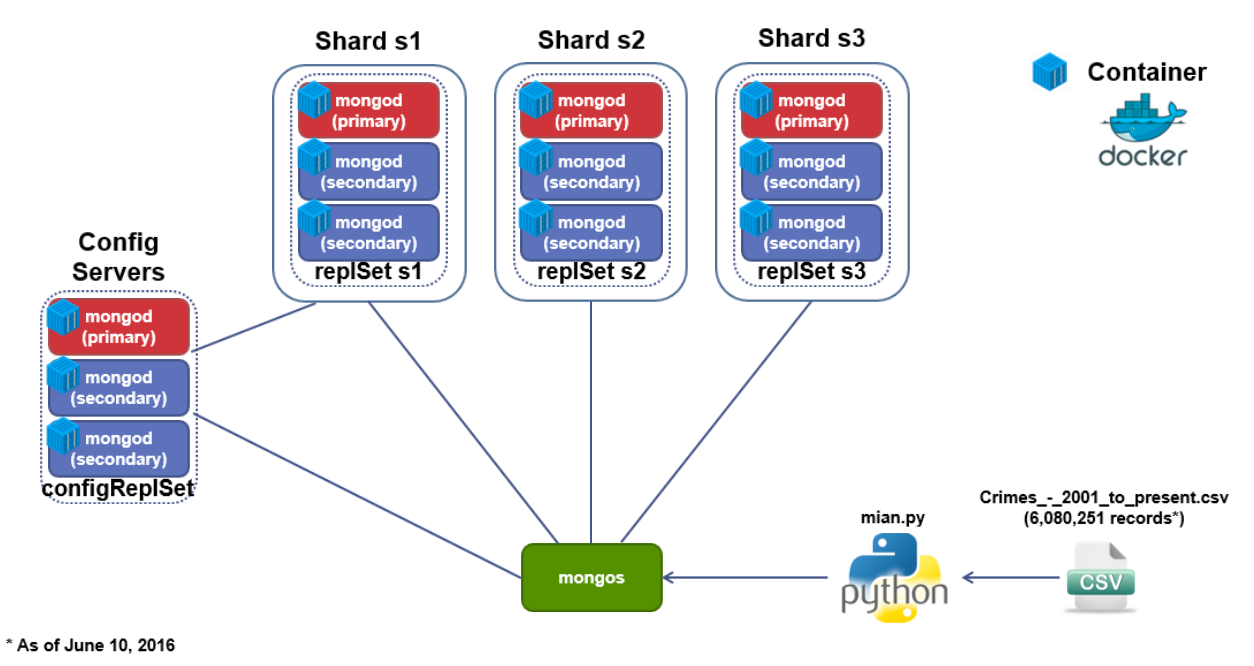 Shard s1
Shard s2
Shard s3
Container
docker
mongod
(primary)
mongod
(secondary)
mongod
(secondary)
replSet s1
mongod
(primary)
mongod
(secondary)
mongod
(secondary)
replSet s2
mongod
(primary)
mongod
(secondary)
mongod
(secondary)
replSet s3
Config
Servers
mongod
(primary)
mongod
(secondary)
mongod
(secondary)
configReplSet
mongos
mian.py
python
Crimes_-_2001_to_present.csv
(6,080,251 records*)
CSV
* As of June 10, 2016